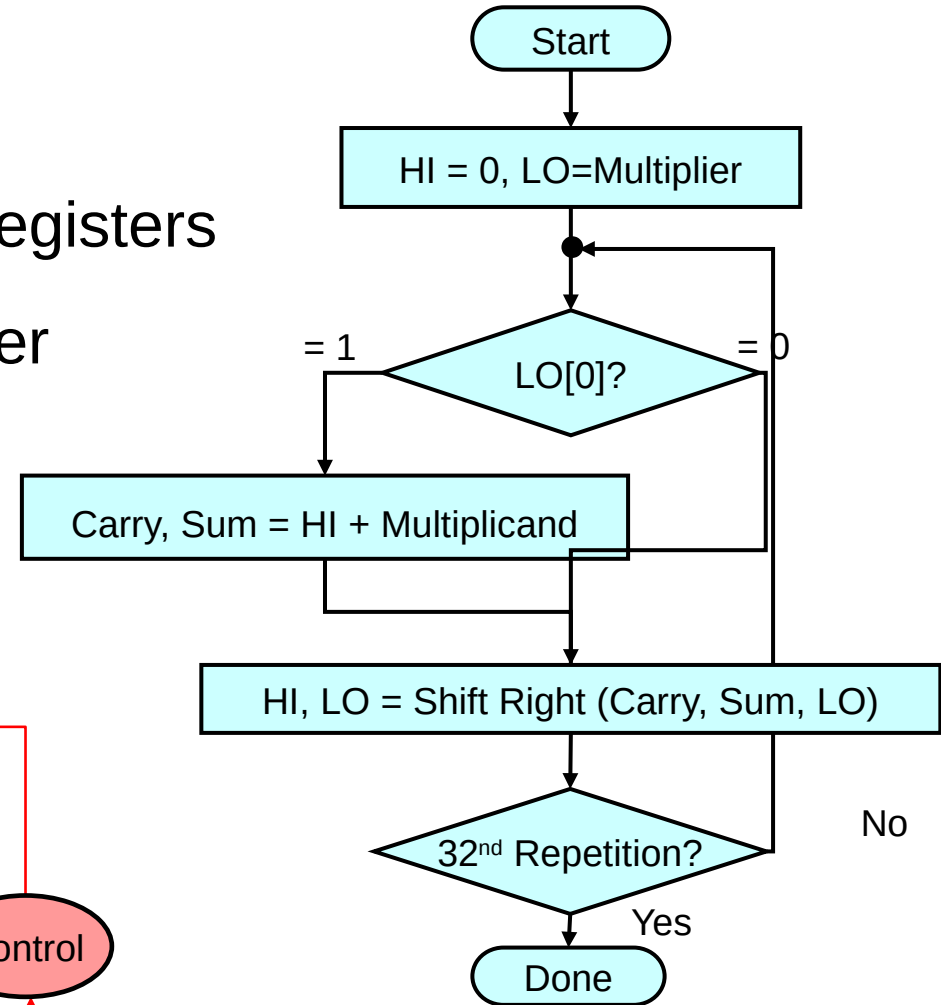 Start
HI = 0, LO=Multiplier
egisters
er
= 1
= 0
LO[0]?
Carry, Sum = HI + Multiplicand
HI, LO = Shift Right (Carry, Sum, LO)
No
32nd Repetition?
Yes
ontrol
Done